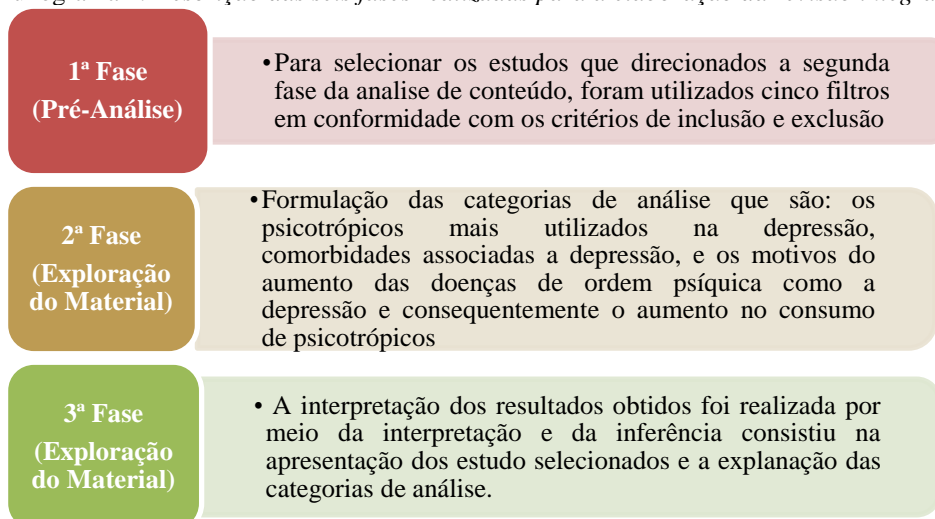 1ª Fase
(Pré-Análise)
•Para selecionar os estudos que direcionados a segunda
fase da analise de conteúdo, foram utilizados cinco filtros
em conformidade com os critérios de inclusão e exclusão
2ª Fase
(Exploração
do Material)
•Formulação das categorias de análise que são: os
psicotrópicos mais utilizados na depressão,
comorbidades associadas a depressão, e os motivos do
aumento das doenças de ordem psíquica como a
depressão e consequentemente o aumento no consumo
de psicotrópicos
3ª Fase
(Exploração
do Material)
• A interpretação dos resultados obtidos foi realizada por
meio da interpretação e da inferência consistiu na
apresentação dos estudo selecionados e a explanação das
categorias de análise.